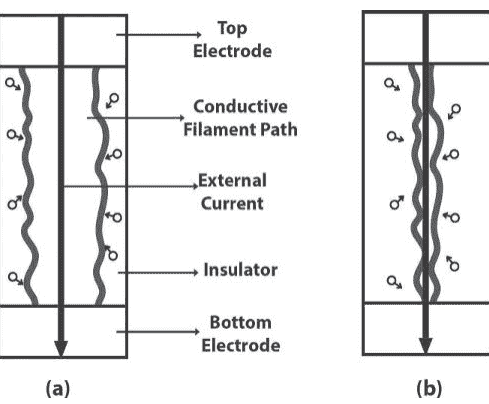 Top
Electrode
Conductive
Filament Path
External
Current
Insulator
Bottom
Electrode
(a)
(b)